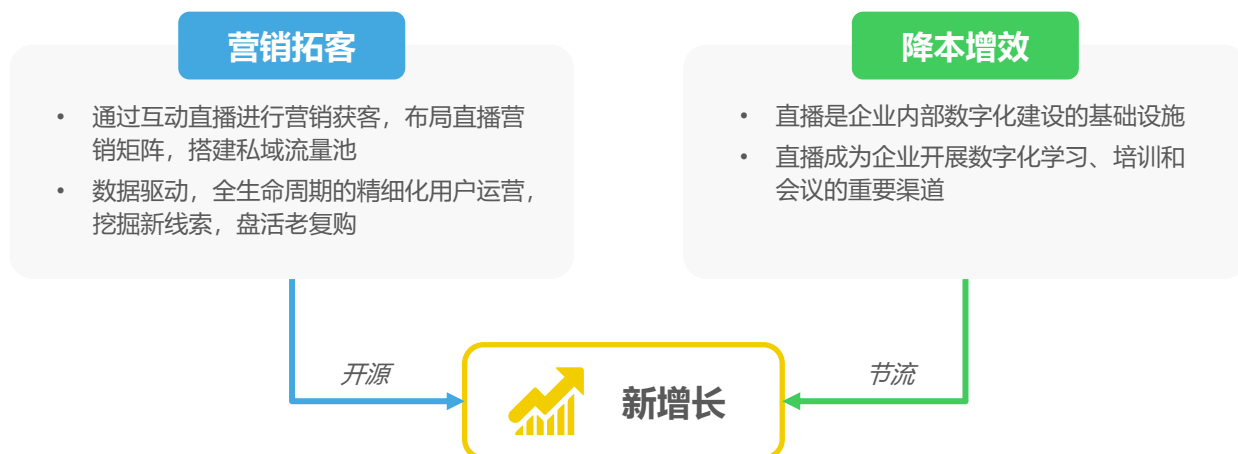 营销拓客
• 通过互动直播进行营销获客，布局直播营
销矩阵，搭建私域流量池
• 数据驱动，全生命周期的精细化用户运营，
挖掘新线索，盘活老复购
降本增效
• 直播是企业内部数字化建设的基础设施
• 直播成为企业开展数字化学习、培训和
会议的重要渠道
开源
节流
新增长